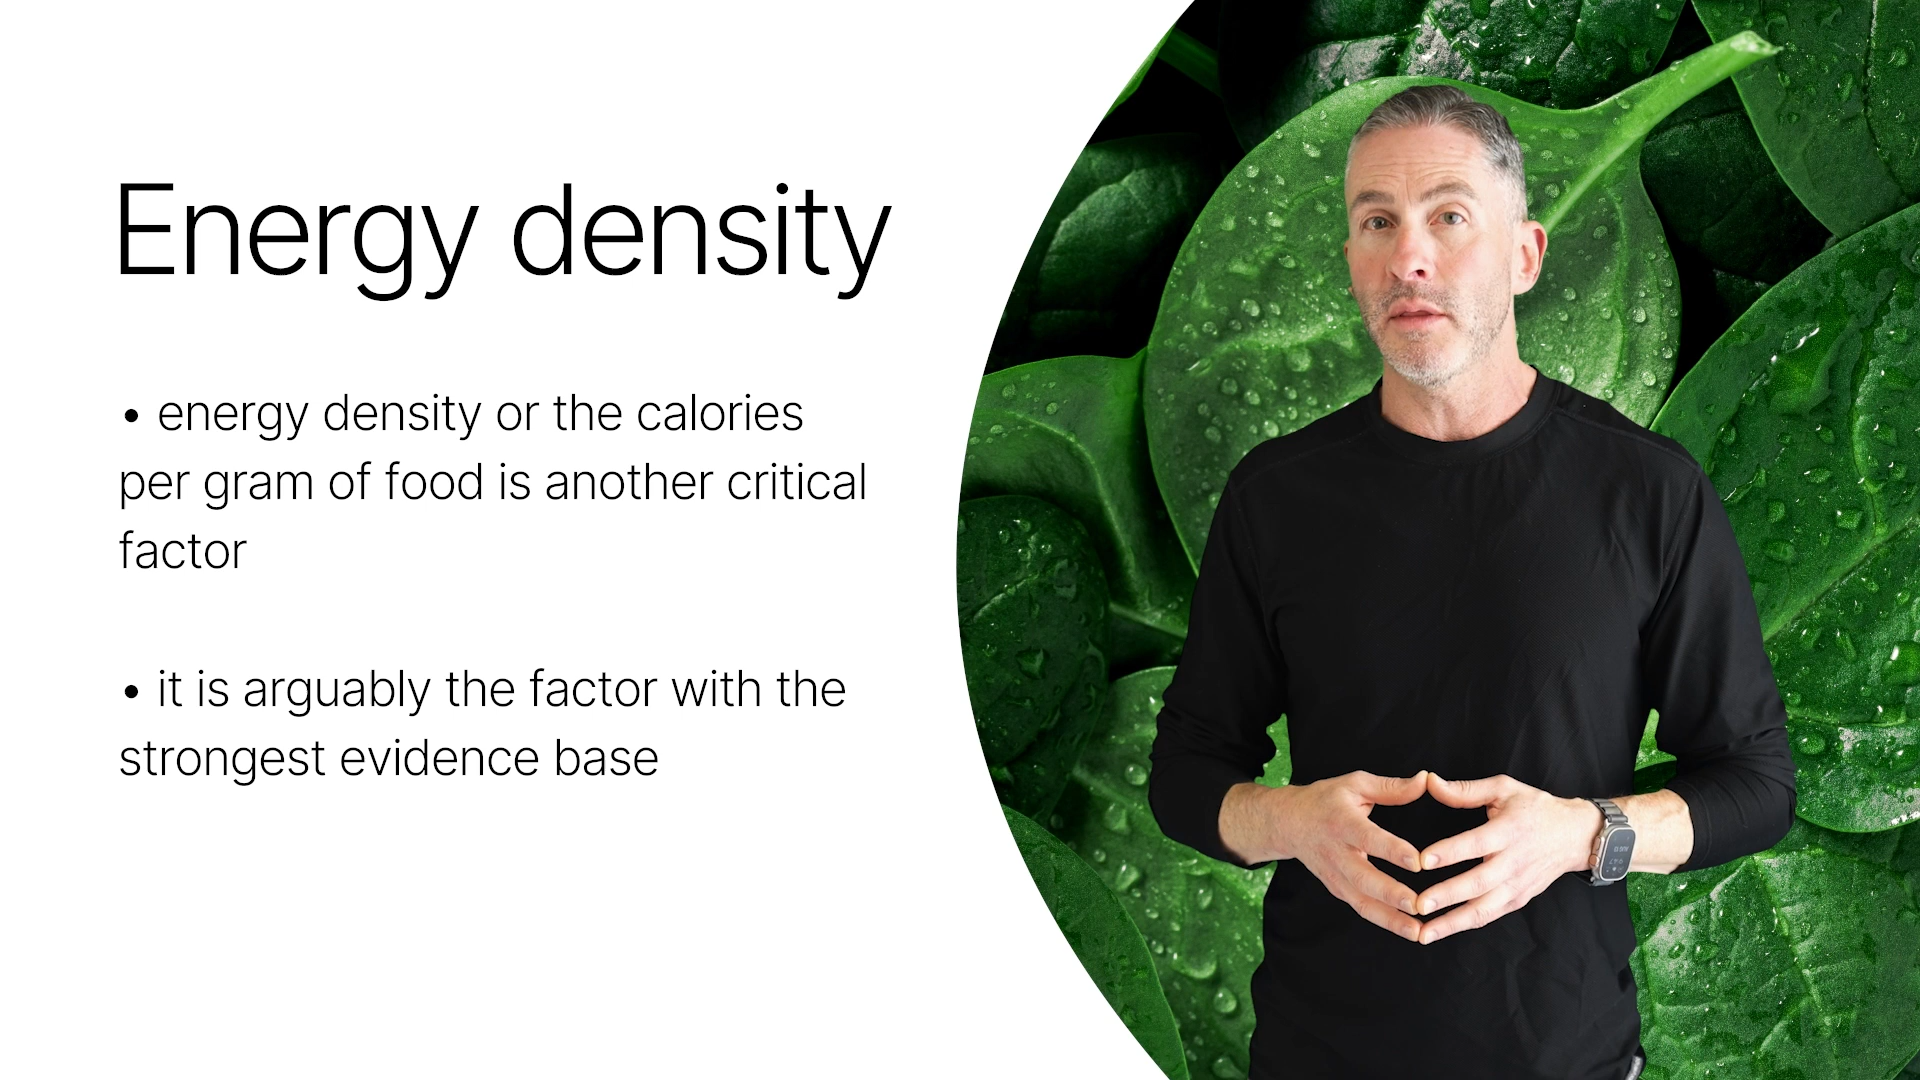 Energy density
• energy density or the calories
per gram of food is another critical
factor
• it is arguably the factor with the
strongest evidence base